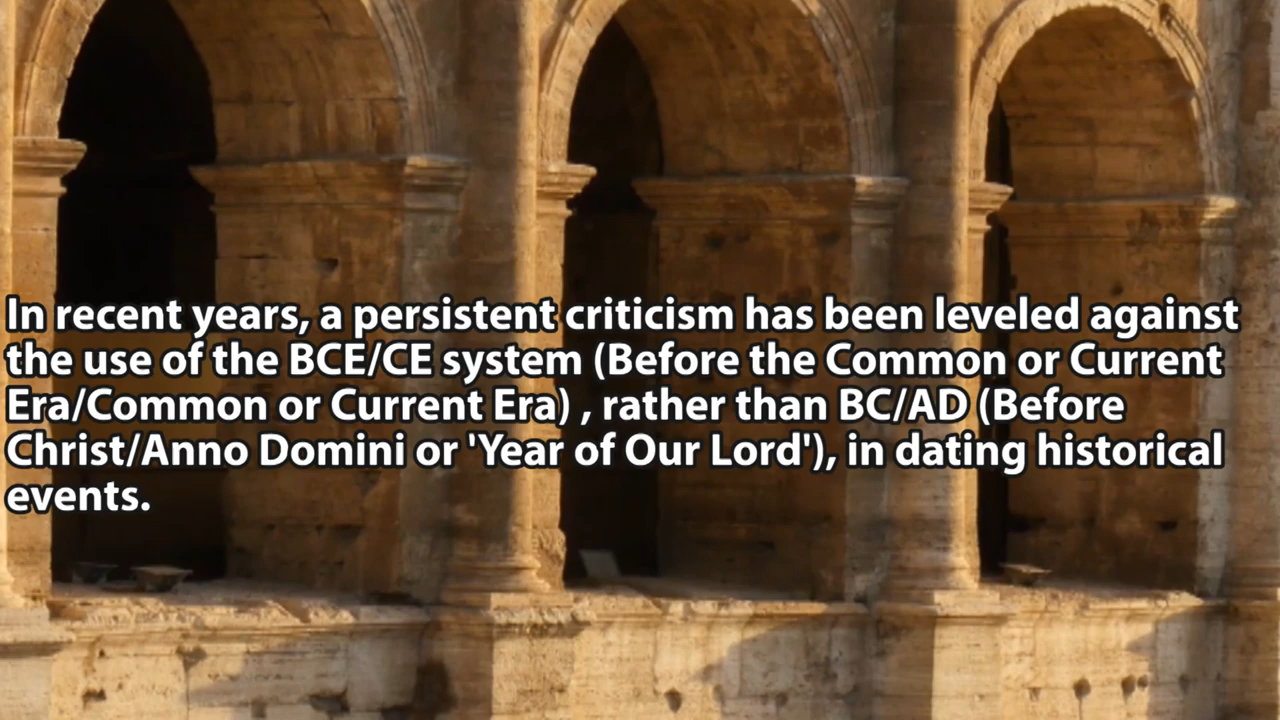 In recent years, a persistent criticism has been leveled against
the use of the BCE/CE system (Before the Common or Current
Era/Common or Current Era) , rather than BC/AD (Before
Christ/Anno Domini or 'Year of Our Lord'), in dating historical
events.